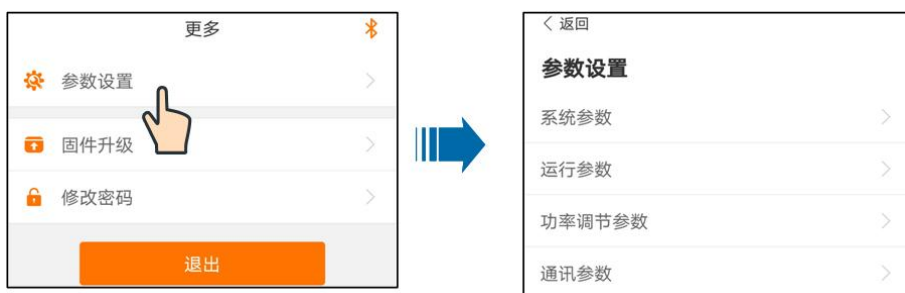 更多
参数设置
固件升级
修改密码
退出
返回
参数设置
系统参数
运行参数
功率调节参数
通讯参数